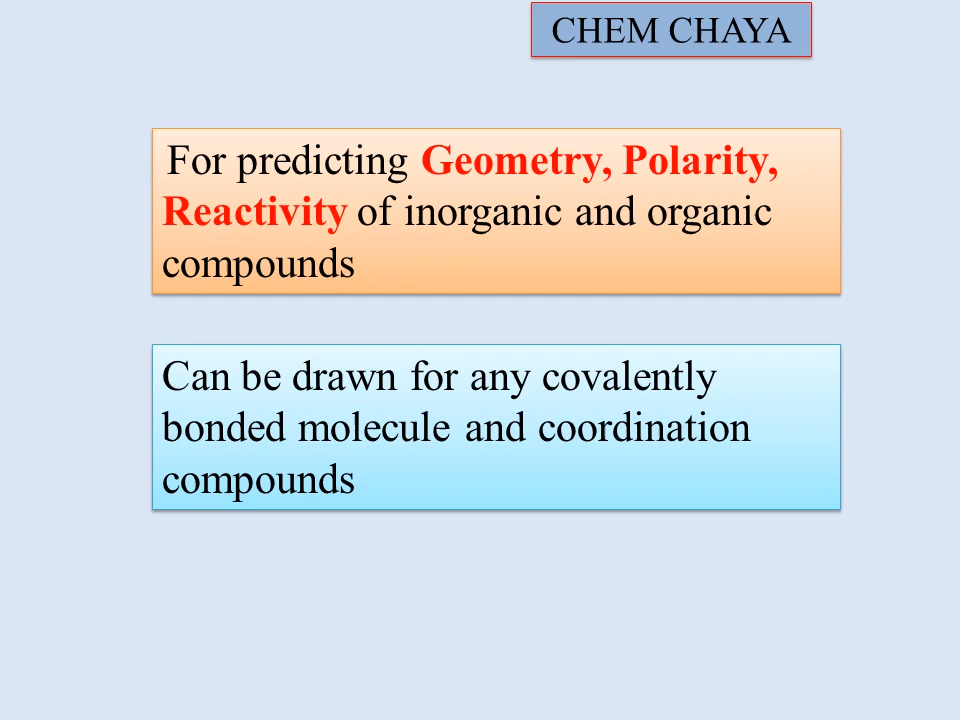 CHEM CHAYA
For predicting Geometry, Polarity,
Reactivity of inorganic and organic
compounds
Can be drawn for any covalently
bonded molecule and coordination
compounds